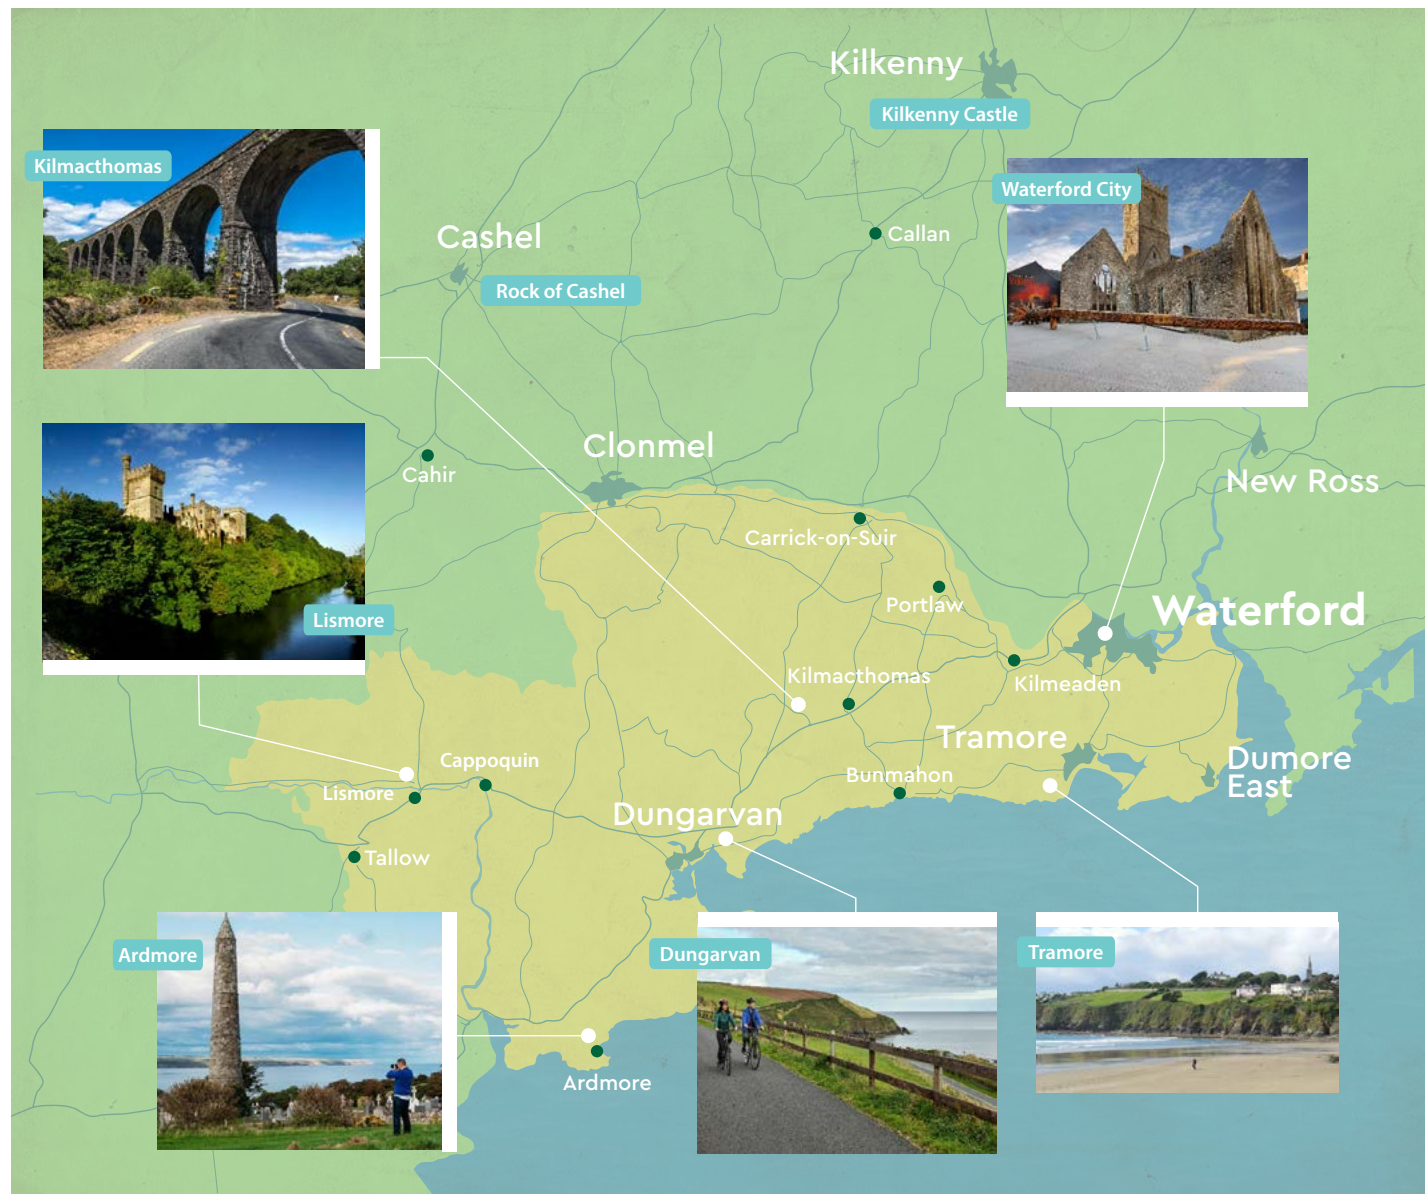 Kilkenny
Kilkenny Castle
Kilmacthomas
Waterford City
Cashel
Callan
Rock of Cashel
Clonmel
Cahir
New Ross
Carrick-on-Suir
Portlaw
Waterford
Lismore
Kilmacthomas
Kilmeaden
Tramore
Cappoquin
Bunmahon
Dumore
East
Lismore
Dungarvan
Tallow
Ardmore
Dungarvan
Tramore
Ardmore